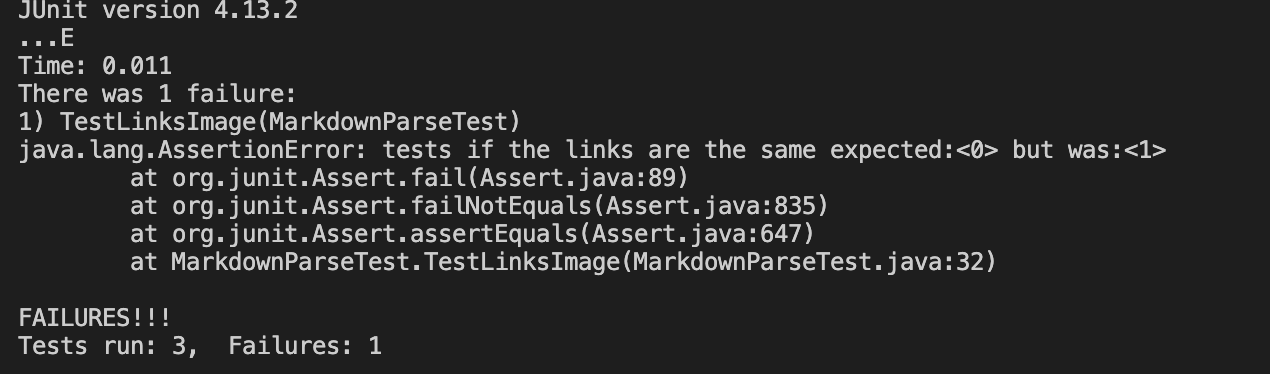 JUnit version 4.13.2
...E
Time: 0.011
There was 1 failure:
1) TestLinksImage(MarkdownParseTest)
java.lang.AssertionError: tests if the links are the same expected:<0> but was:<1>
        at org.junit.Assert.fail(Assert.java:89)
        at org.junit.Assert.failNotEquals(Assert.java:835)
        at org.junit.Assert.assertEquals(Assert.java:647)
        at MarkdownParseTest.TestLinksImage(MarkdownParseTest.java:32)

FAILURES!!!
Tests run: 3,  Failures: 1